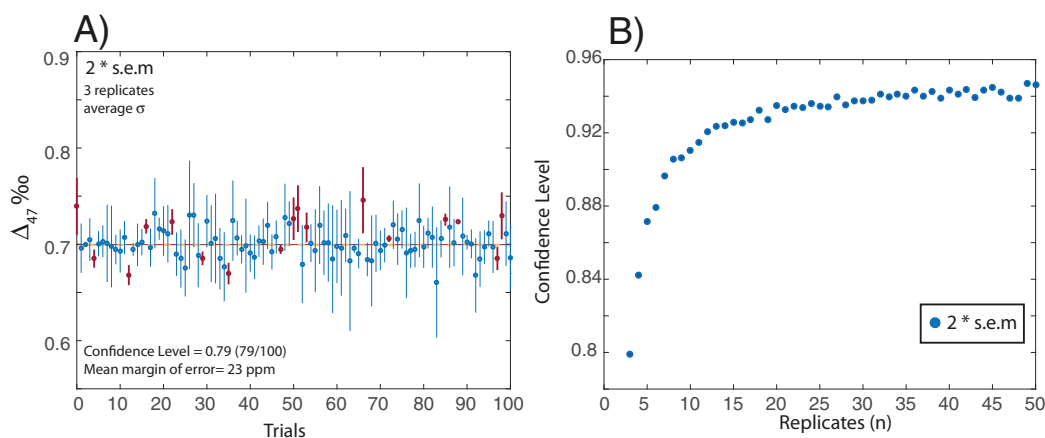 A)
0.9
0.8
0.7
0.6
Δ47 ‰
2 * s.e.m
3 replicates
average σ
Confidence Level = 0.79 (79/100)
Mean margin of error= 23 ppm
0 10 20 30 40 50 60 70 80 90 100
Trials
B)
0.96
0.92
0.88
0.84
0.8
Confidence Level
2 * s.e.m
0 5 10 15 20 25 30 35 40 45 50
Replicates (n)